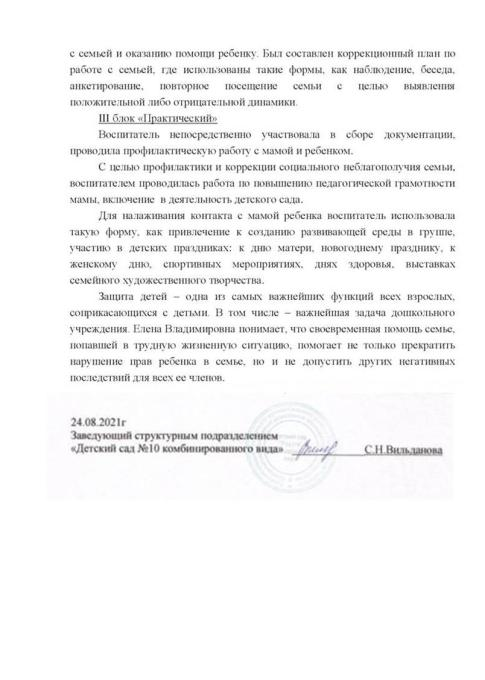 с семьей и оказанию помощи ребенку. Был составлен коррекционный план по
работе с семьей, где использованы такие формы, как наблюдение, беседа,
анкетирование, повторное посещение семьи с целью выявления
положительной либо отрицательной динамики.
III блок «Практический»
Воспитатель непосредственно участвовала в сборе документации,
проводила профилактическую работу с мамой и ребенком.
С целью профилактики и коррекции социального неблагополучия семьи,
воспитателем проводилась работа по повышению педагогической грамотности
мамы, включение в деятельность детского сада.
Для налаживания контакта с мамой ребенка воспитатель использовала
такую форму, как привлечение к созданию развивающей среды в группе,
участию в детских праздниках: к дню матери, новогоднему празднику, к
женскому дню, спортивных мероприятиях, днях здоровья, выставках
семейного художественного творчества.
Защита детей – одна из самых важнейших функций всех взрослых,
соприкасающихся с детьми. В том числе – важнейшая задача дошкольного
учреждения. Елена Владимировна понимает, что своевременная помощь семье,
попавшей в трудную жизненную ситуацию, помогает не только прекратить
нарушение прав ребенка в семье, но и не допустить других негативных
последствий для всех ее членов.
24.08.2021г
Заведующий структурным подразделением
«Детский сад №10 комбинированного вида» С.Н.Вильданова